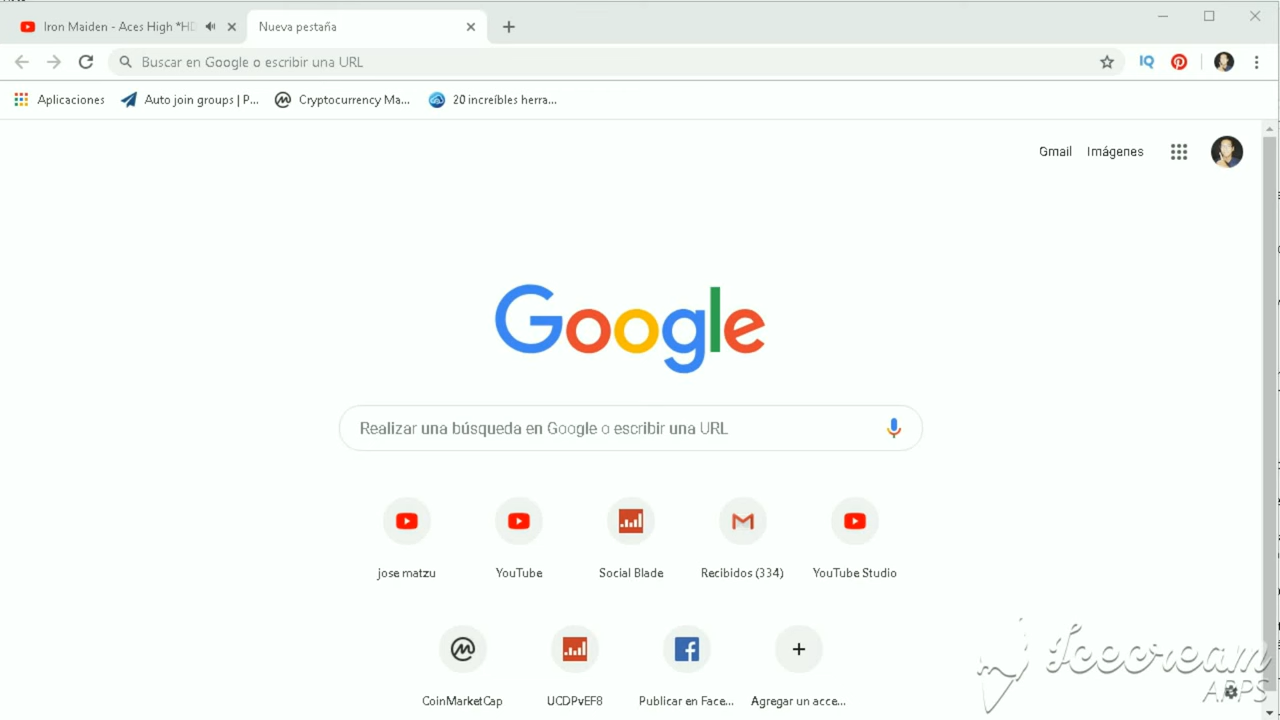 Iron Maiden - Aces High *HD
Nueva pestaña
Buscar en Google o escribir una URL
IQ
Aplicaciones
Auto join groups | P...
Cryptocurrency Ma...
20 increíbles herra...
Gmail
Imágenes
Google
Realizar una búsqueda en Google o escribir una URL
jose matzu
YouTube
Social Blade
Recibidos (334)
YouTube Studio
CoinMarketCap
UCDPvEF8
Publicar en Face...
Agregar un acce...
Icecream
APPS